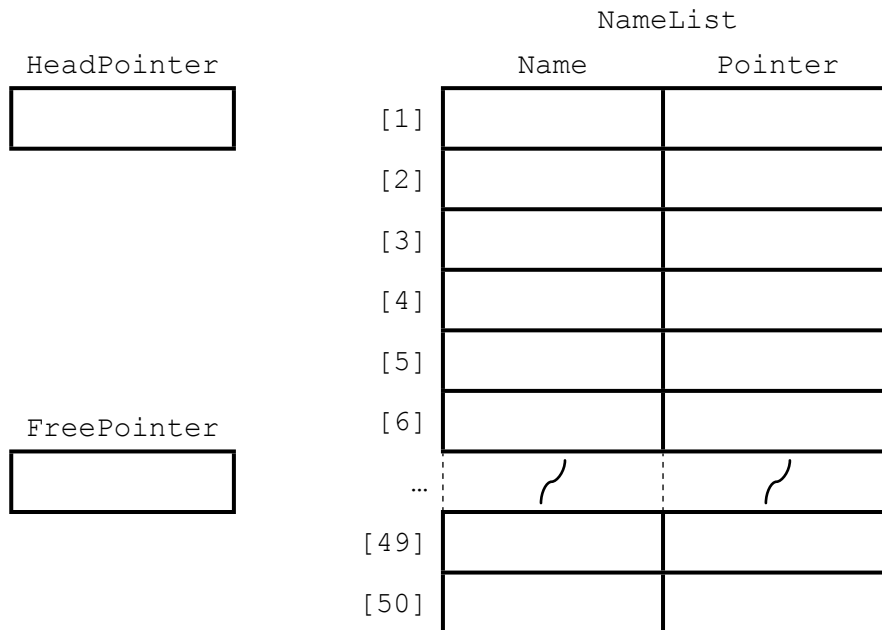 NameList
HeadPointer
Name Pointer
[1]
[2]
[3]
[4]
[5]
[6]
FreePointer
…
[49]
[50]